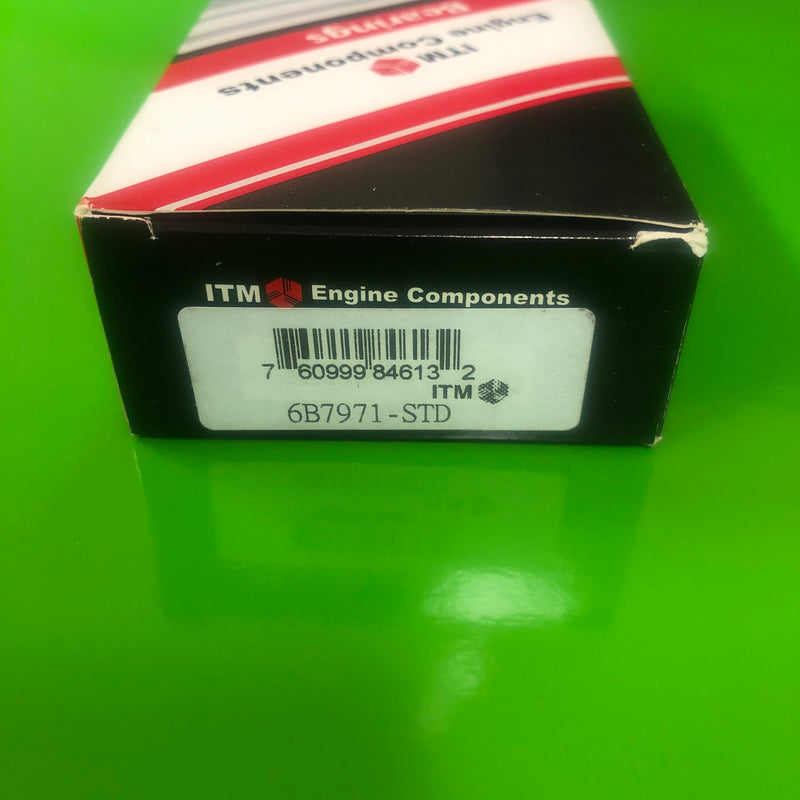 Bearings
ITM
Engine Components
ITM Engine Components
7 60999 84613 2
ITM
6B7971-STD